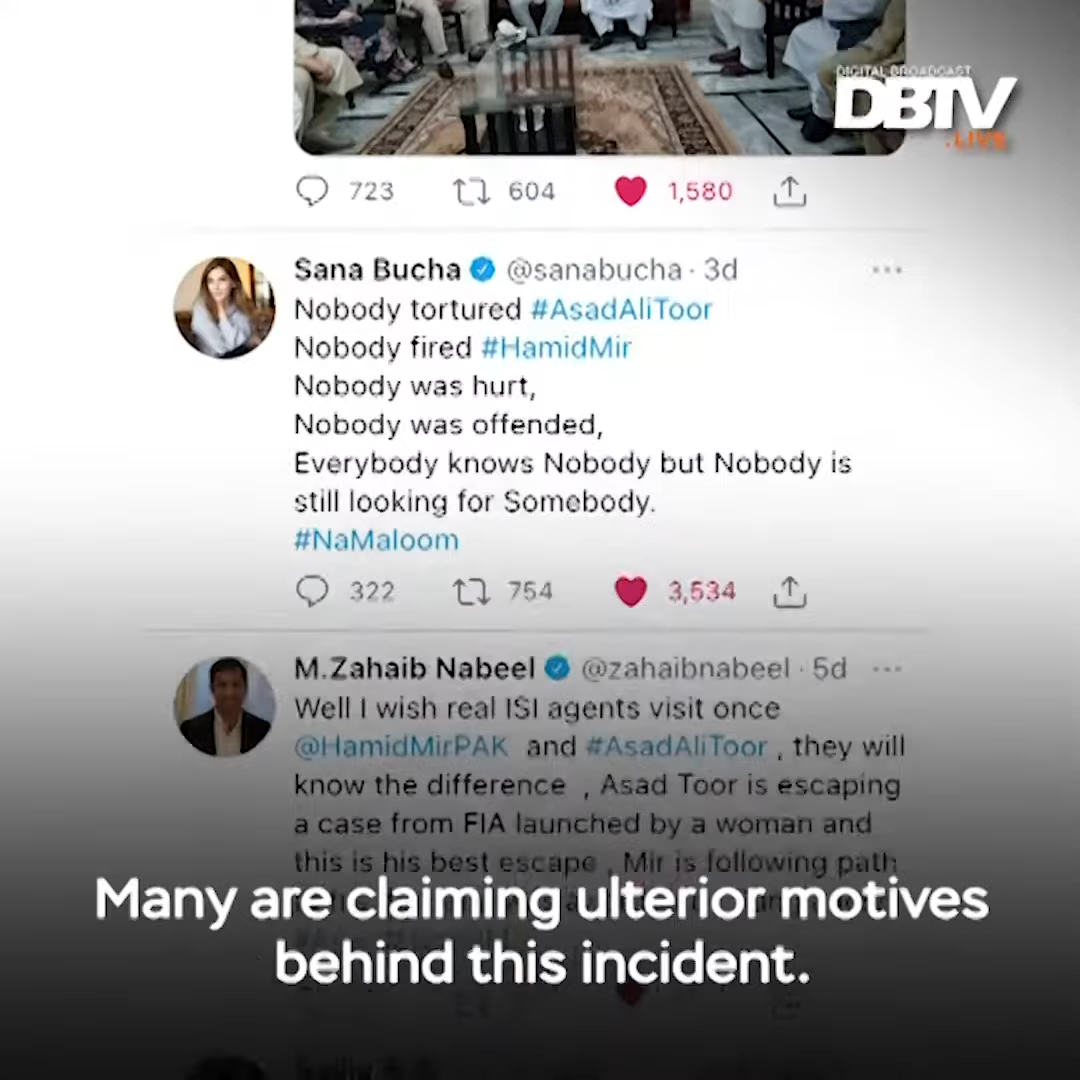 DIGITAL BROADCAST
DBTV
.LIVE
723 604 1,580
Sana Bucha @sanabucha · 3d
Nobody tortured #AsadAliToor
Nobody fired #HamidMir
Nobody was hurt,
Nobody was offended,
Everybody knows Nobody but Nobody is
still looking for Somebody.
#NaMaloom
322 754 3,534
M.Zahaib Nabeel @zahaibnabeel · 5d
Well I wish real ISI agents visit once
@HamidMirPAK and #AsadAliToor , they will
know the difference , Asad Toor is escaping
a case from FIA launched by a woman and
this is his best escape , Mir is following path
Many are claiming ulterior motives
behind this incident.